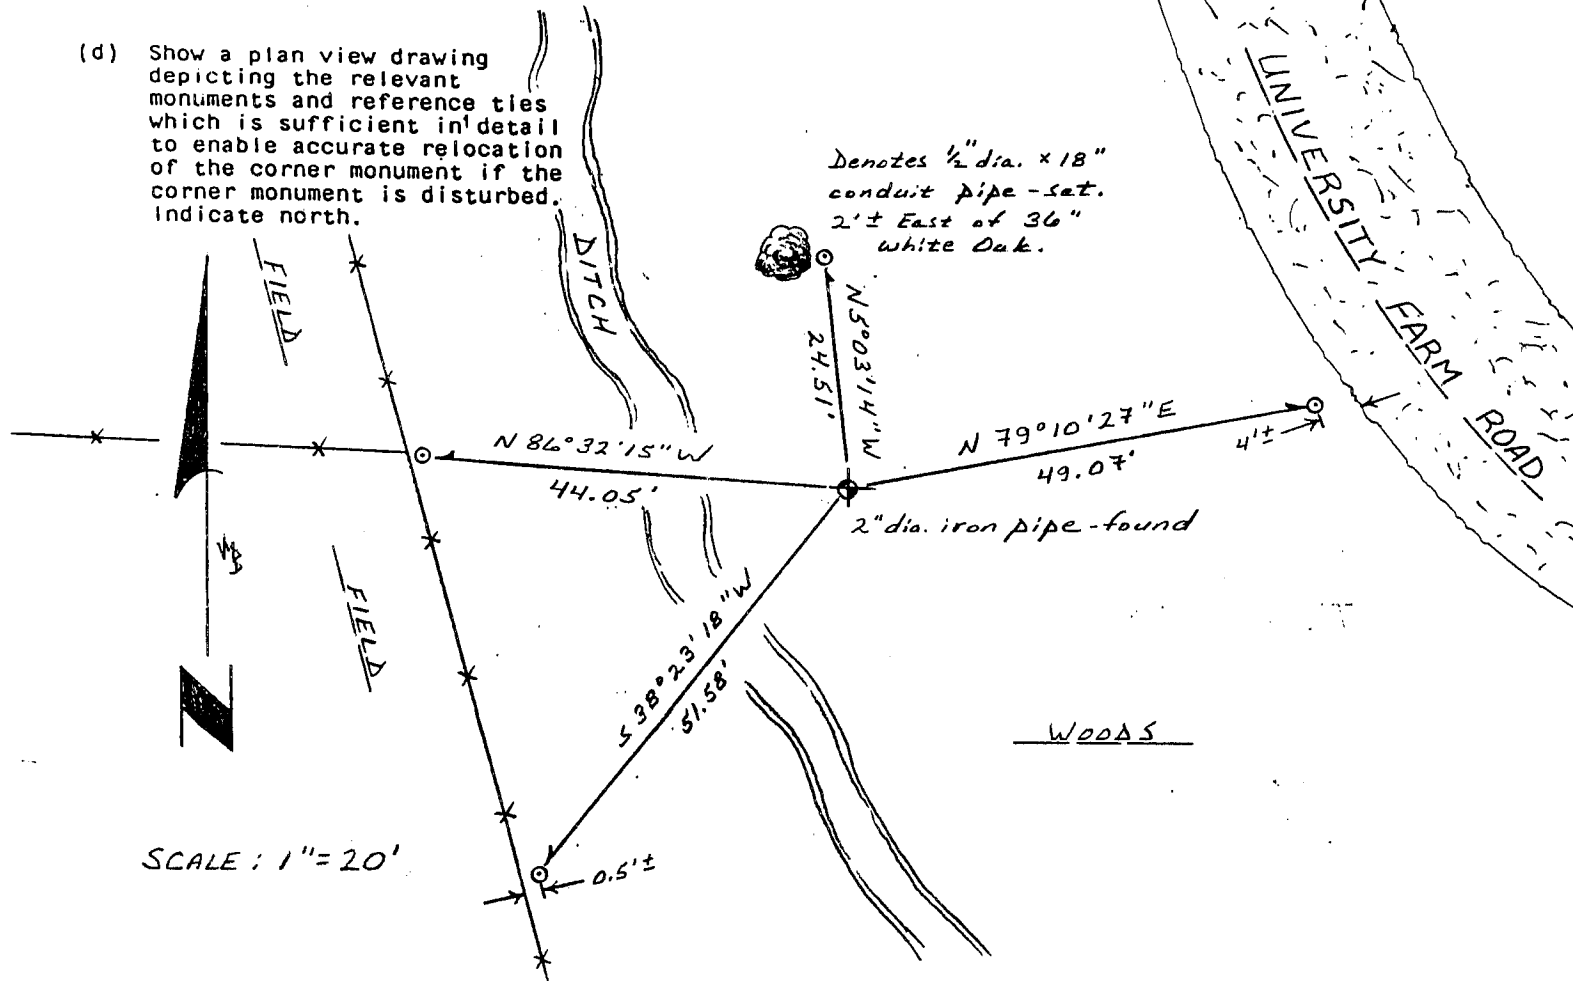 (d) Show a plan view drawing
depicting the relevant
monuments and reference ties
which is sufficient in detail
to enable accurate relocation
of the corner monument if the
corner monument is disturbed.
Indicate north.
Denotes 1/2" dia. x 18"
conduit pipe-set.
2'± East of 36"
white Oak.
UNIVERSITY FARM ROAD
DITCH
FIELD
N 5°03'14" W
24.51'
N 86°32'15" W
44.05'
N 79°10'27" E
49.07'
4'±
2" dia. iron pipe-found
FIELD
S 38°23'18" W
51.58'
N
WOODS
SCALE: 1"=20'
0.5'±